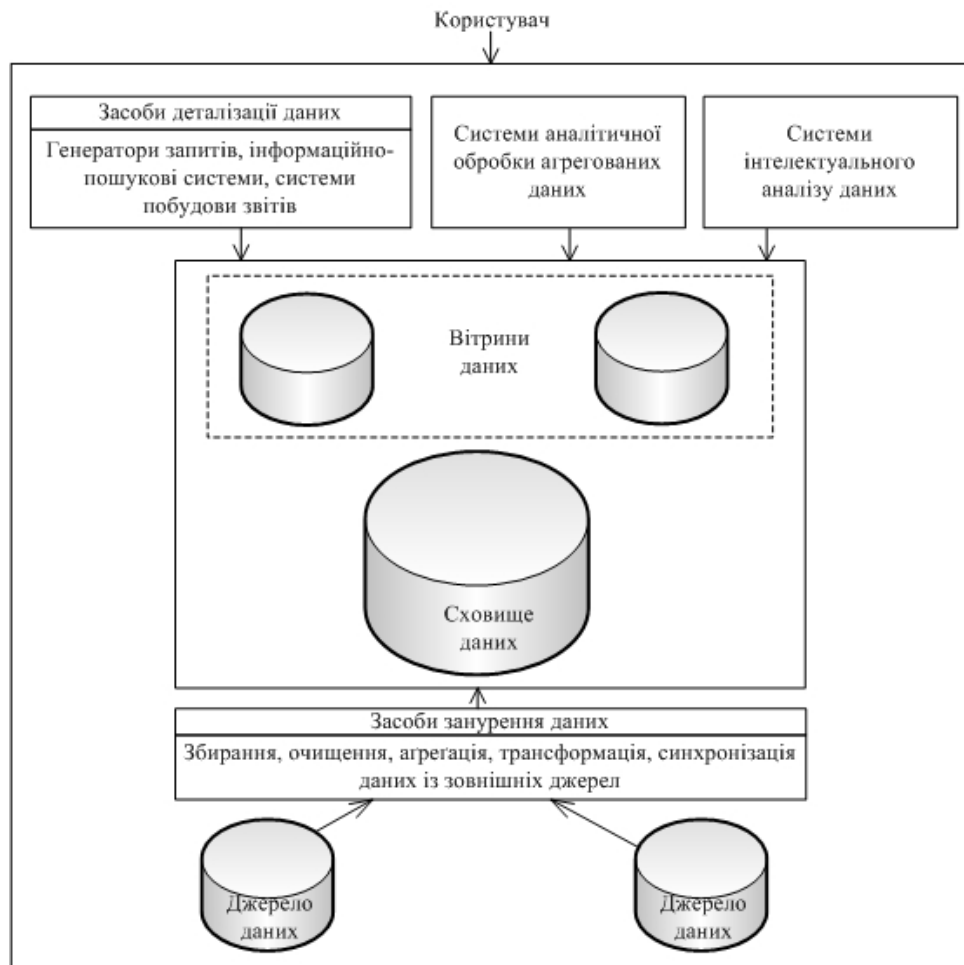 Користувач
Засоби деталізації даних
Генератори запитів, інформаційно-
пошукові системи, системи
побудови звітів
Системи аналітичної
обробки агрегованих
даних
Системи
інтелектуального
аналізу даних
Вітрини
даних
Сховище
даних
Засоби занурення даних
Збирання, очищення, аґреґація, трансформація, синхронізація
даних із зовнішніх джерел
Джерело
даних
Джерело
даних